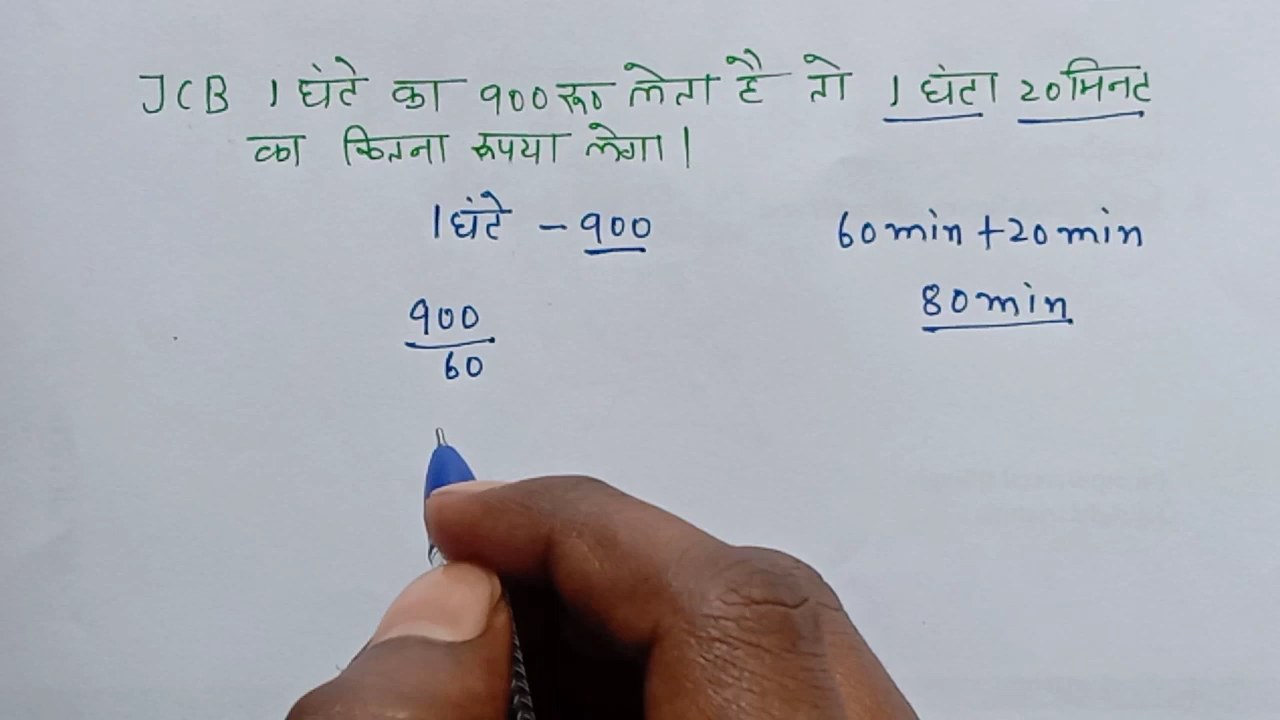 JCB 1 घंटे का 900 रू० लेता है तो 1 घंटा 20 मिनट
का कितना रूपया लेगा।
1 घंटे – 900
60 min + 20 min
80 min
900
60